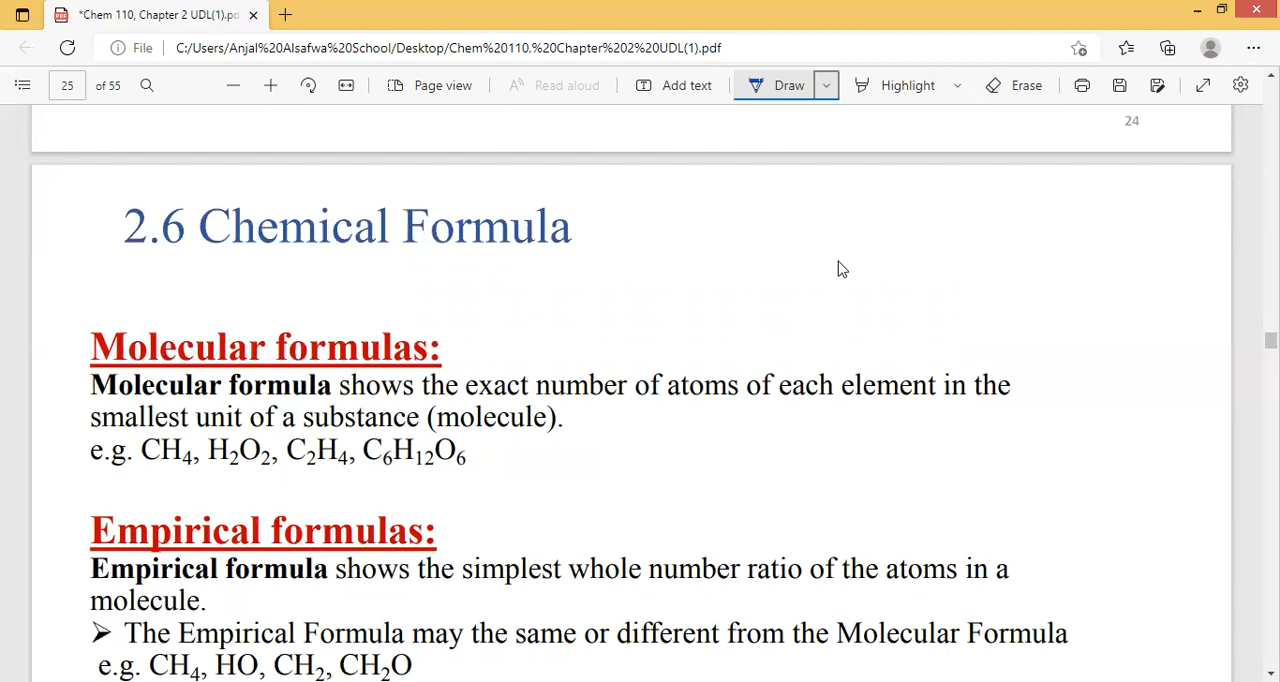 *Chem 110, Chapter 2 UDL(1).pd
File C:/Users/Anjal%20Alsafwa%20School/Desktop/Chem%20110,%20Chapter%202%20UDL(1).pdf
25 of 55 Page view Read aloud Add text Draw Highlight Erase
24
2.6 Chemical Formula
Molecular formulas:
Molecular formula shows the exact number of atoms of each element in the
smallest unit of a substance (molecule).
e.g. CH₄, H₂O₂, C₂H₄, C₆H₁₂O₆
Empirical formulas:
Empirical formula shows the simplest whole number ratio of the atoms in a
molecule.
➢ The Empirical Formula may the same or different from the Molecular Formula
e.g. CH₄, HO, CH₂, CH₂O